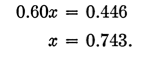 0.60x = 0.446
x = 0.743.